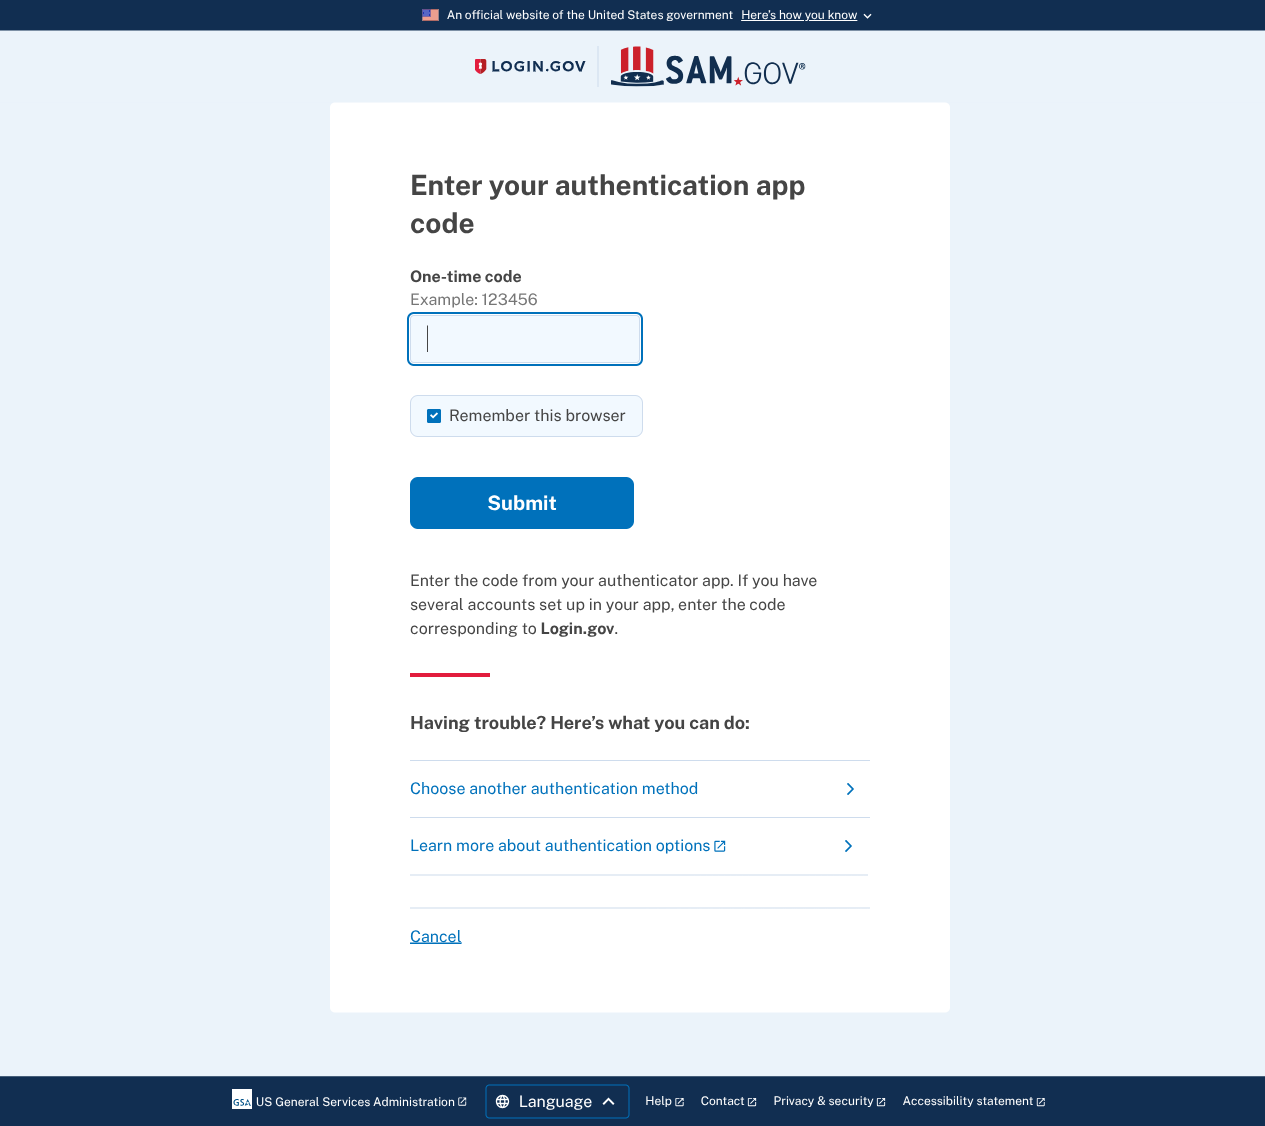 An official website of the United States government Here's how you know
LOGIN.GOV
SAM.GOV®
Enter your authentication app
code
One-time code
Example: 123456
Remember this browser
Submit
Enter the code from your authenticator app. If you have
several accounts set up in your app, enter the code
corresponding to Login.gov.
Having trouble? Here’s what you can do:
Choose another authentication method
Learn more about authentication options
Cancel
GSA US General Services Administration Language Help Contact Privacy & security Accessibility statement